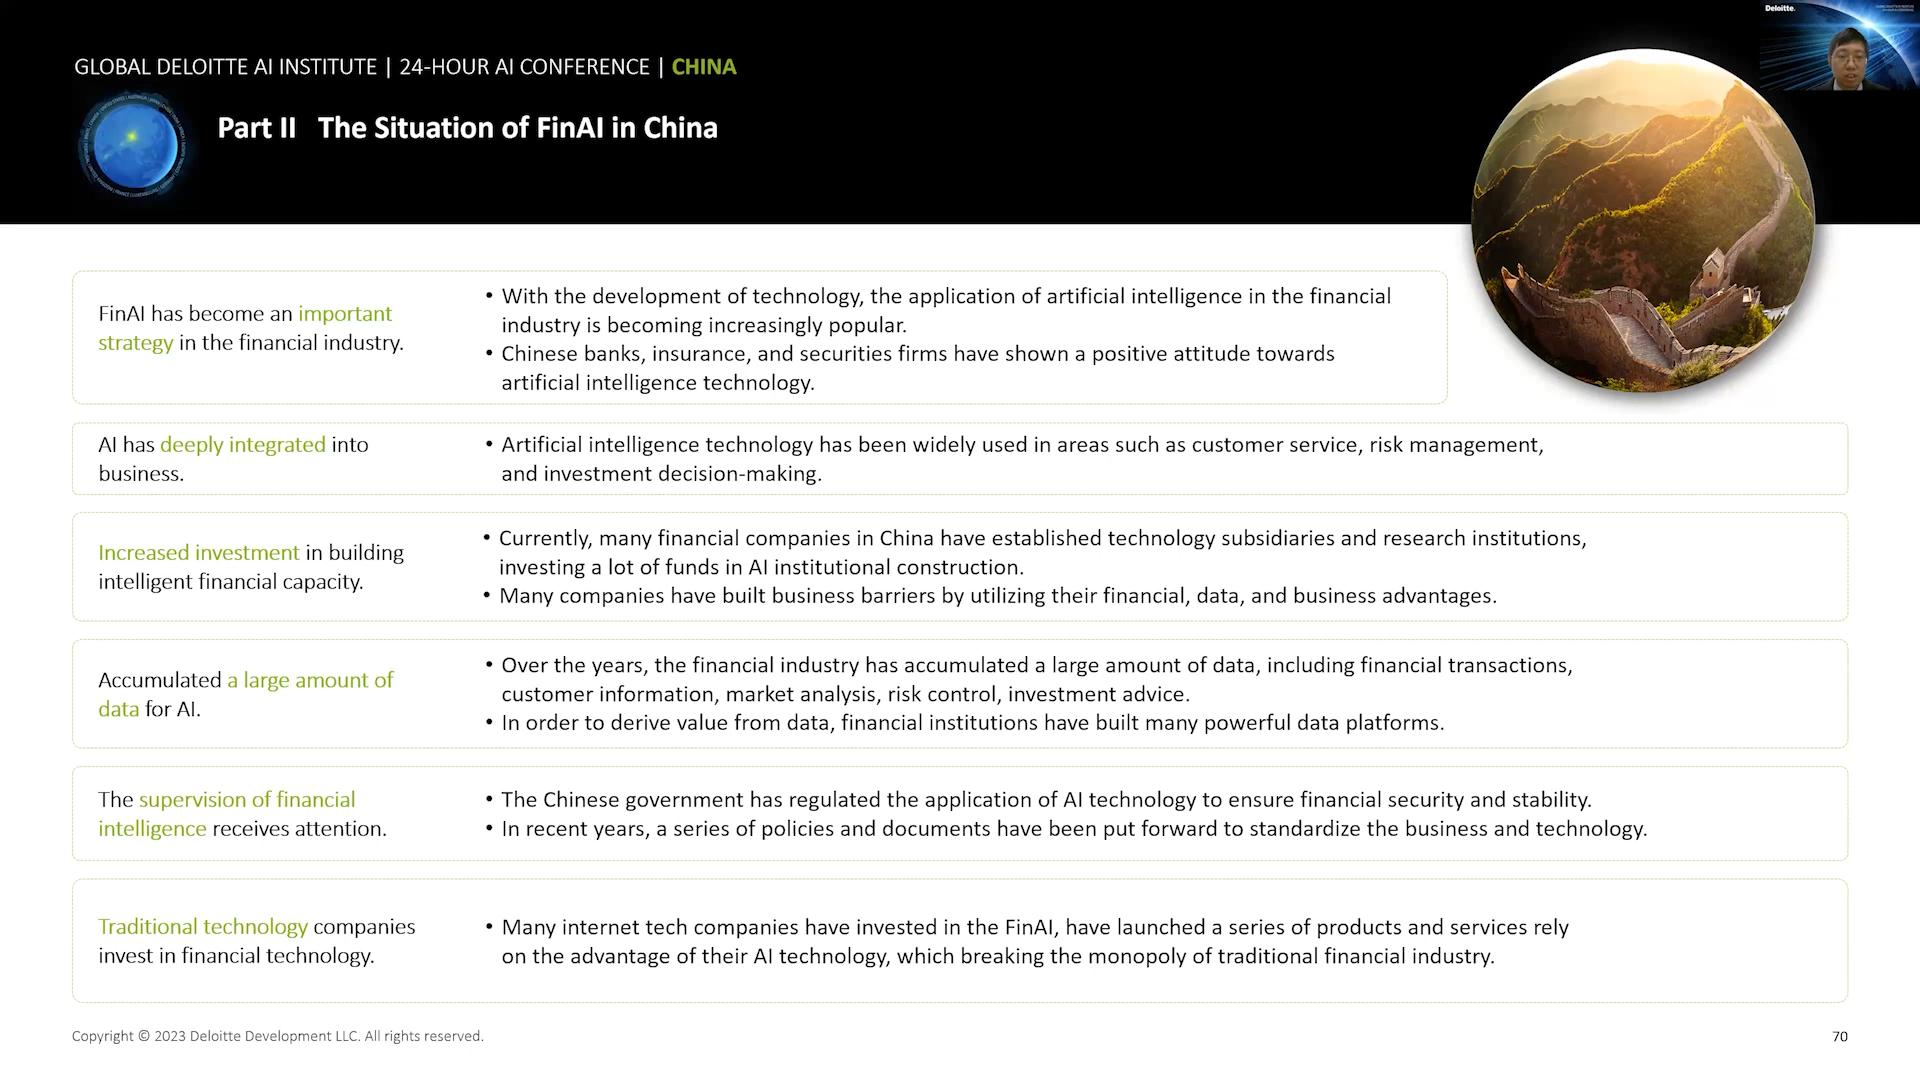 Deloitte.
GLOBAL DELOITTE AI INSTITUTE | 24-HOUR AI CONFERENCE | CHINA
Part II The Situation of FinAI in China
FinAI has become an important
strategy in the financial industry.
• With the development of technology, the application of artificial intelligence in the financial
industry is becoming increasingly popular.
• Chinese banks, insurance, and securities firms have shown a positive attitude towards
artificial intelligence technology.
AI has deeply integrated into
business.
• Artificial intelligence technology has been widely used in areas such as customer service, risk management,
and investment decision-making.
Increased investment in building
intelligent financial capacity.
• Currently, many financial companies in China have established technology subsidiaries and research institutions,
investing a lot of funds in AI institutional construction.
• Many companies have built business barriers by utilizing their financial, data, and business advantages.
Accumulated a large amount of
data for AI.
• Over the years, the financial industry has accumulated a large amount of data, including financial transactions,
customer information, market analysis, risk control, investment advice.
• In order to derive value from data, financial institutions have built many powerful data platforms.
The supervision of financial
intelligence receives attention.
• The Chinese government has regulated the application of AI technology to ensure financial security and stability.
• In recent years, a series of policies and documents have been put forward to standardize the business and technology.
Traditional technology companies
invest in financial technology.
• Many internet tech companies have invested in the FinAI, have launched a series of products and services rely
on the advantage of their AI technology, which breaking the monopoly of traditional financial industry.
Copyright © 2023 Deloitte Development LLC. All rights reserved.
70